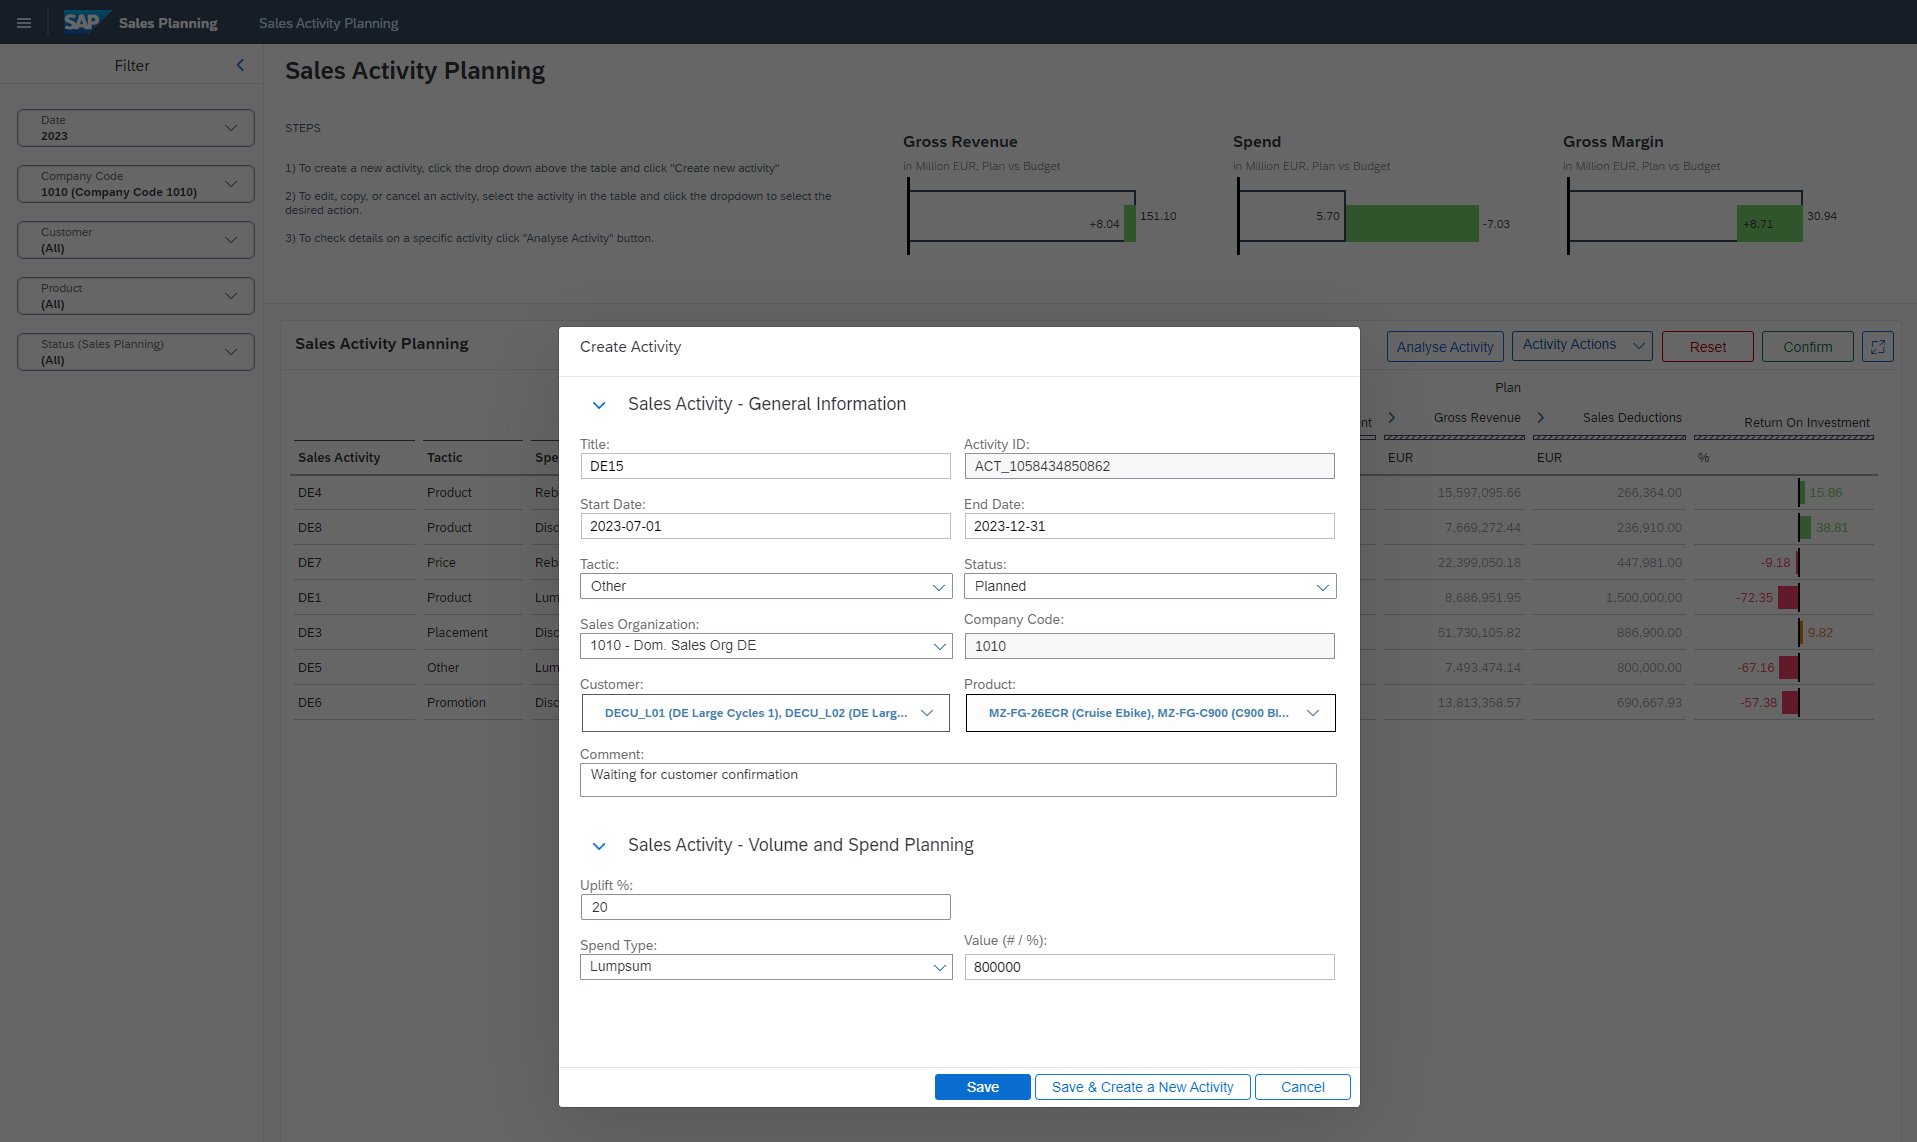 SAP Sales Planning Sales Activity Planning
Filter
Date
2023
Company Code
1010 (Company Code 1010)
Customer
(All)
Product
(All)
Status (Sales Planning)
(All)
Sales Activity Planning
STEPS
1) To create a new activity, click the drop down above the table and click "Create new activity"
2) To edit, copy, or cancel an activity, select the activity in the table and click the dropdown to select the
desired action.
3) To check details on a specific activity click "Analyse Activity" button.
Gross Revenue
in Million EUR, Plan vs Budget
+8.04
151.10
Spend
in Million EUR, Plan vs Budget
5.70
-7.03
Gross Margin
in Million EUR, Plan vs Budget
+8.71
30.94
Sales Activity Planning
Analyse Activity
Activity Actions
Reset
Confirm
Plan
nt
Gross Revenue
Sales Deductions
Return On Investment
Sales Activity Tactic Spe EUR EUR %
DE4 Product Reb 15,597,095.66 266,364.00 15.86
DE8 Product Disc 7,669,272.44 236,910.00 38.81
DE7 Price Reb 22,399,050.18 447,981.00 -9.18
DE1 Product Lum 8,686,951.95 1,500,000.00 -72.35
DE3 Placement Disc 51,730,105.82 886,900.00 9.82
DE5 Other Lum 7,493,474.14 800,000.00 -67.16
DE6 Promotion Disc 13,813,358.57 690,667.93 -57.38
Create Activity
Sales Activity - General Information
Title:
DE15
Activity ID:
ACT_1058434850862
Start Date:
2023-07-01
End Date:
2023-12-31
Tactic:
Other
Status:
Planned
Sales Organization:
1010 - Dom. Sales Org DE
Company Code:
1010
Customer:
DECU_L01 (DE Large Cycles 1), DECU_L02 (DE Larg...
Product:
MZ-FG-26ECR (Cruise Ebike), MZ-FG-C900 (C900 BI...
Comment:
Waiting for customer confirmation
Sales Activity - Volume and Spend Planning
Uplift %:
20
Spend Type:
Lumpsum
Value (# / %):
800000
Save
Save & Create a New Activity
Cancel